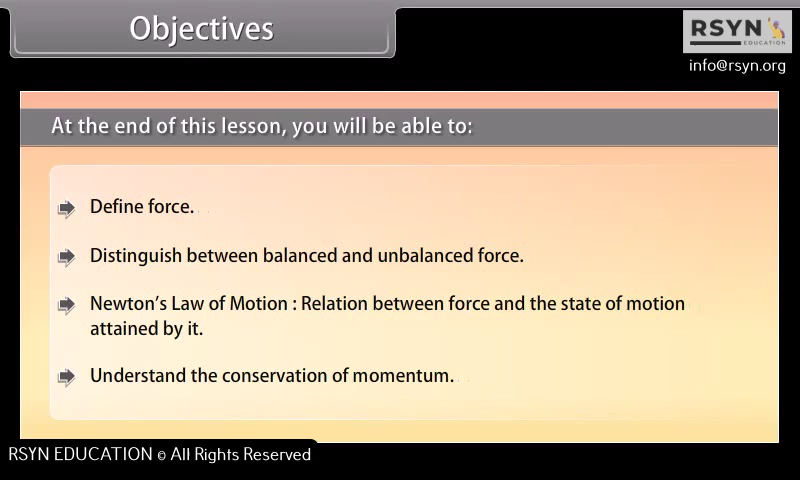 Objectives
RSYN
EDUCATION
info@rsyn.org
At the end of this lesson, you will be able to:
Define force.
Distinguish between balanced and unbalanced force.
Newton's Law of Motion : Relation between force and the state of motion
attained by it.
Understand the conservation of momentum.
RSYN EDUCATION © All Rights Reserved